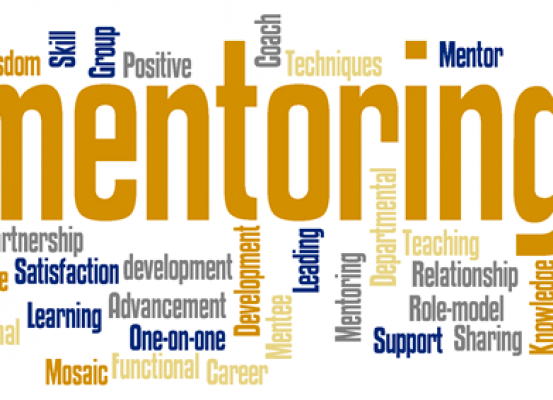 sdom
Skill
Group
Positive
Coach
Techniques
Mentor
mentoring
artnership
Satisfaction
development
Development
Leading
Mentoring
Departmental
Teaching
Relationship
Learning
Advancement
Role-model
Knowledge
One-on-one
Mentee
Support
Sharing
Mosaic
Functional
Career